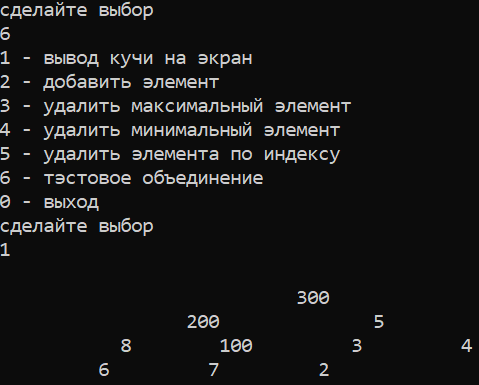 сделайте выбор
6
1 - вывод кучи на экран
2 - добавить элемент
3 - удалить максимальный элемент
4 - удалить минимальный элемент
5 - удалить элемента по индексу
6 - тэстовое объединение
0 - выход
сделайте выбор
1
300
200 5
8 100 3 4
6 7 2